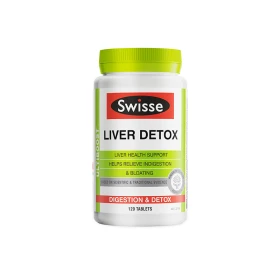 Swisse
LIVER DETOX
LIVER HEALTH SUPPORT
HELPS RELIEVE INDIGESTION
& BLOATING
DIGESTION & DETOX
120 TABLETS